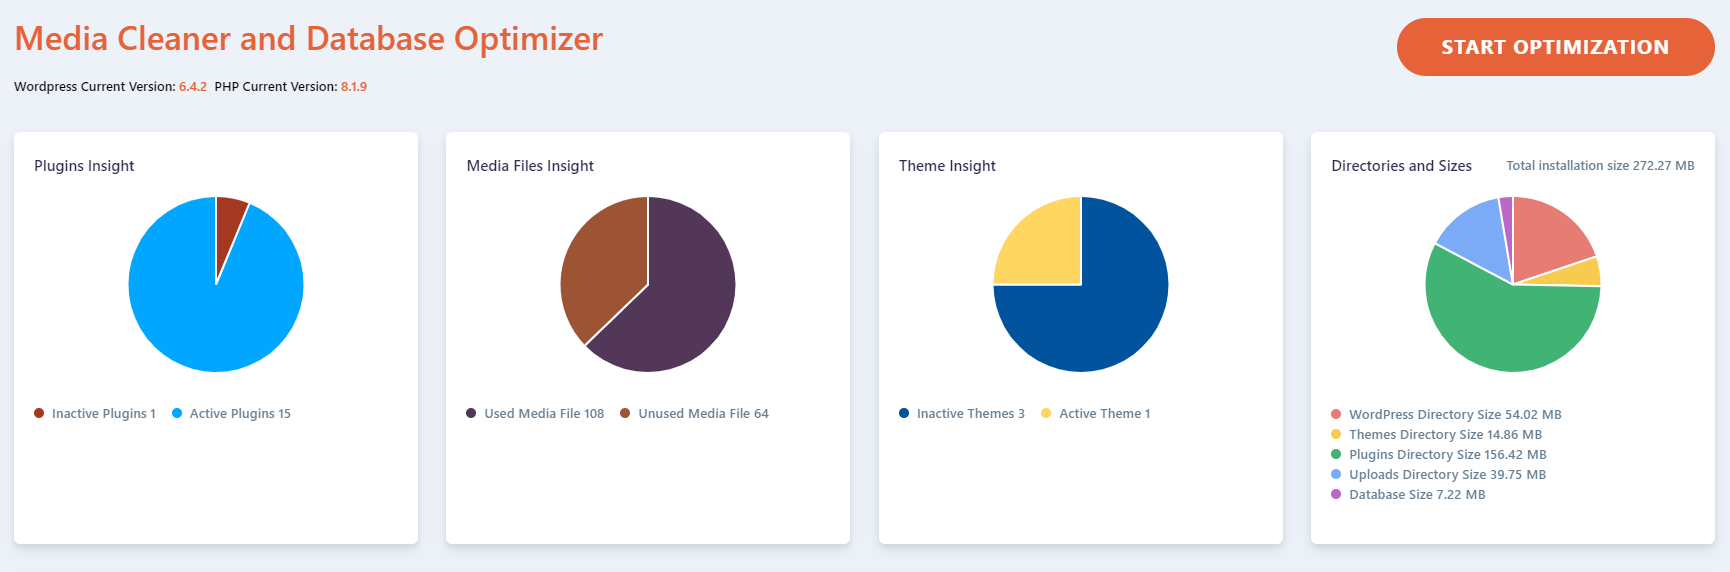 Media Cleaner and Database Optimizer
START OPTIMIZATION
Wordpress Current Version: 6.4.2 PHP Current Version: 8.1.9
Plugins Insight
Inactive Plugins 1 Active Plugins 15
Media Files Insight
Used Media File 108 Unused Media File 64
Theme Insight
Inactive Themes 3 Active Theme 1
Directories and Sizes Total installation size 272.27 MB
WordPress Directory Size 54.02 MB
Themes Directory Size 14.86 MB
Plugins Directory Size 156.42 MB
Uploads Directory Size 39.75 MB
Database Size 7.22 MB